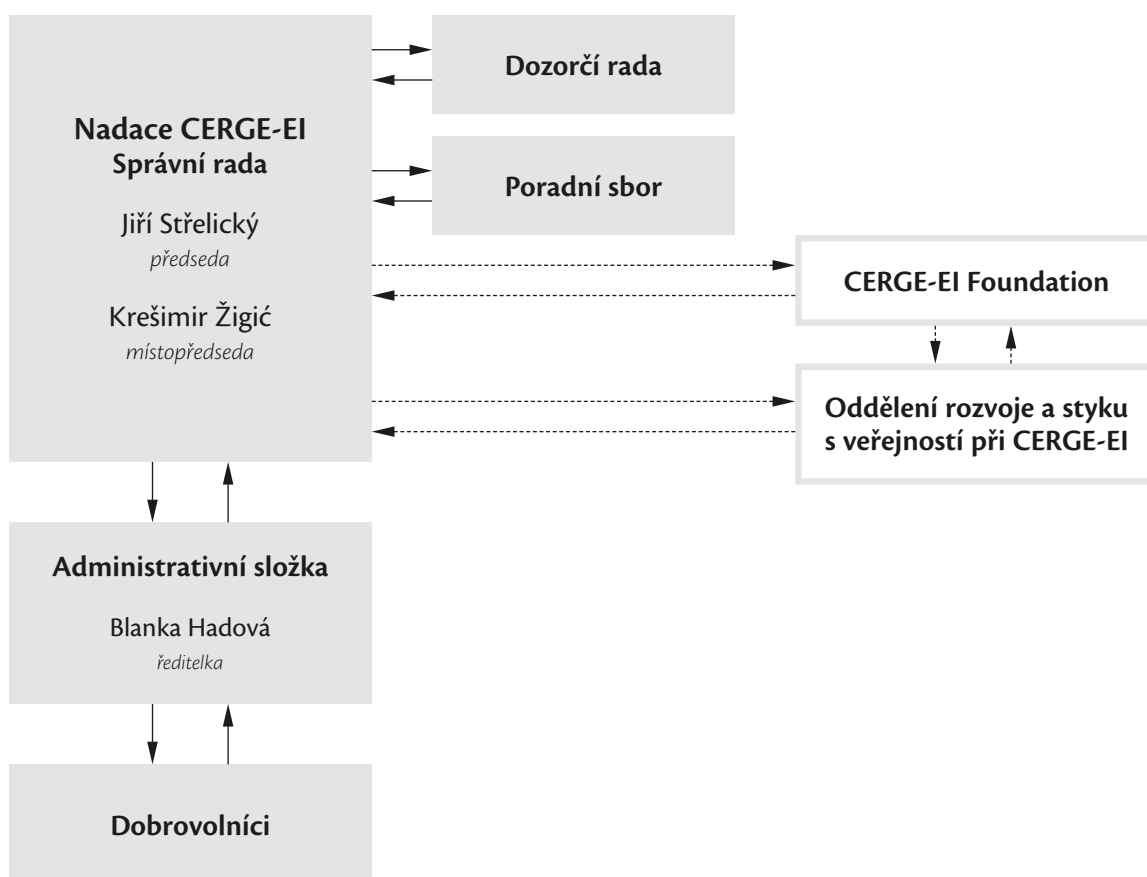 Nadace CERGE-EI
Správní rada
Jiří Střelický
předseda
Krešimir Žigić
místopředseda
Dozorčí rada
Poradní sbor
CERGE-EI Foundation
Oddělení rozvoje a styku
s veřejností při CERGE-EI
Administrativní složka
Blanka Hadová
ředitelka
Dobrovolníci